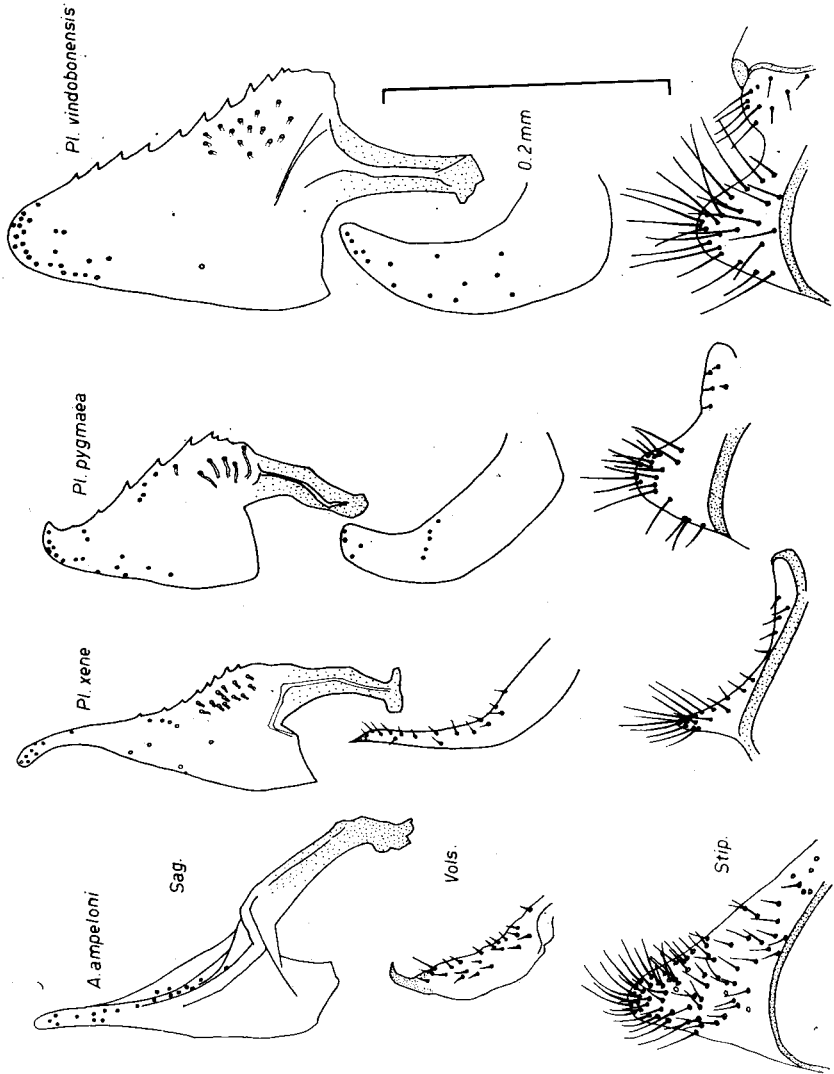 A. ampeloni
Pl. xene
Pl. pygmaea
Pl. vindobonensis
Sag.
Vols.
Stip.
0.2 mm